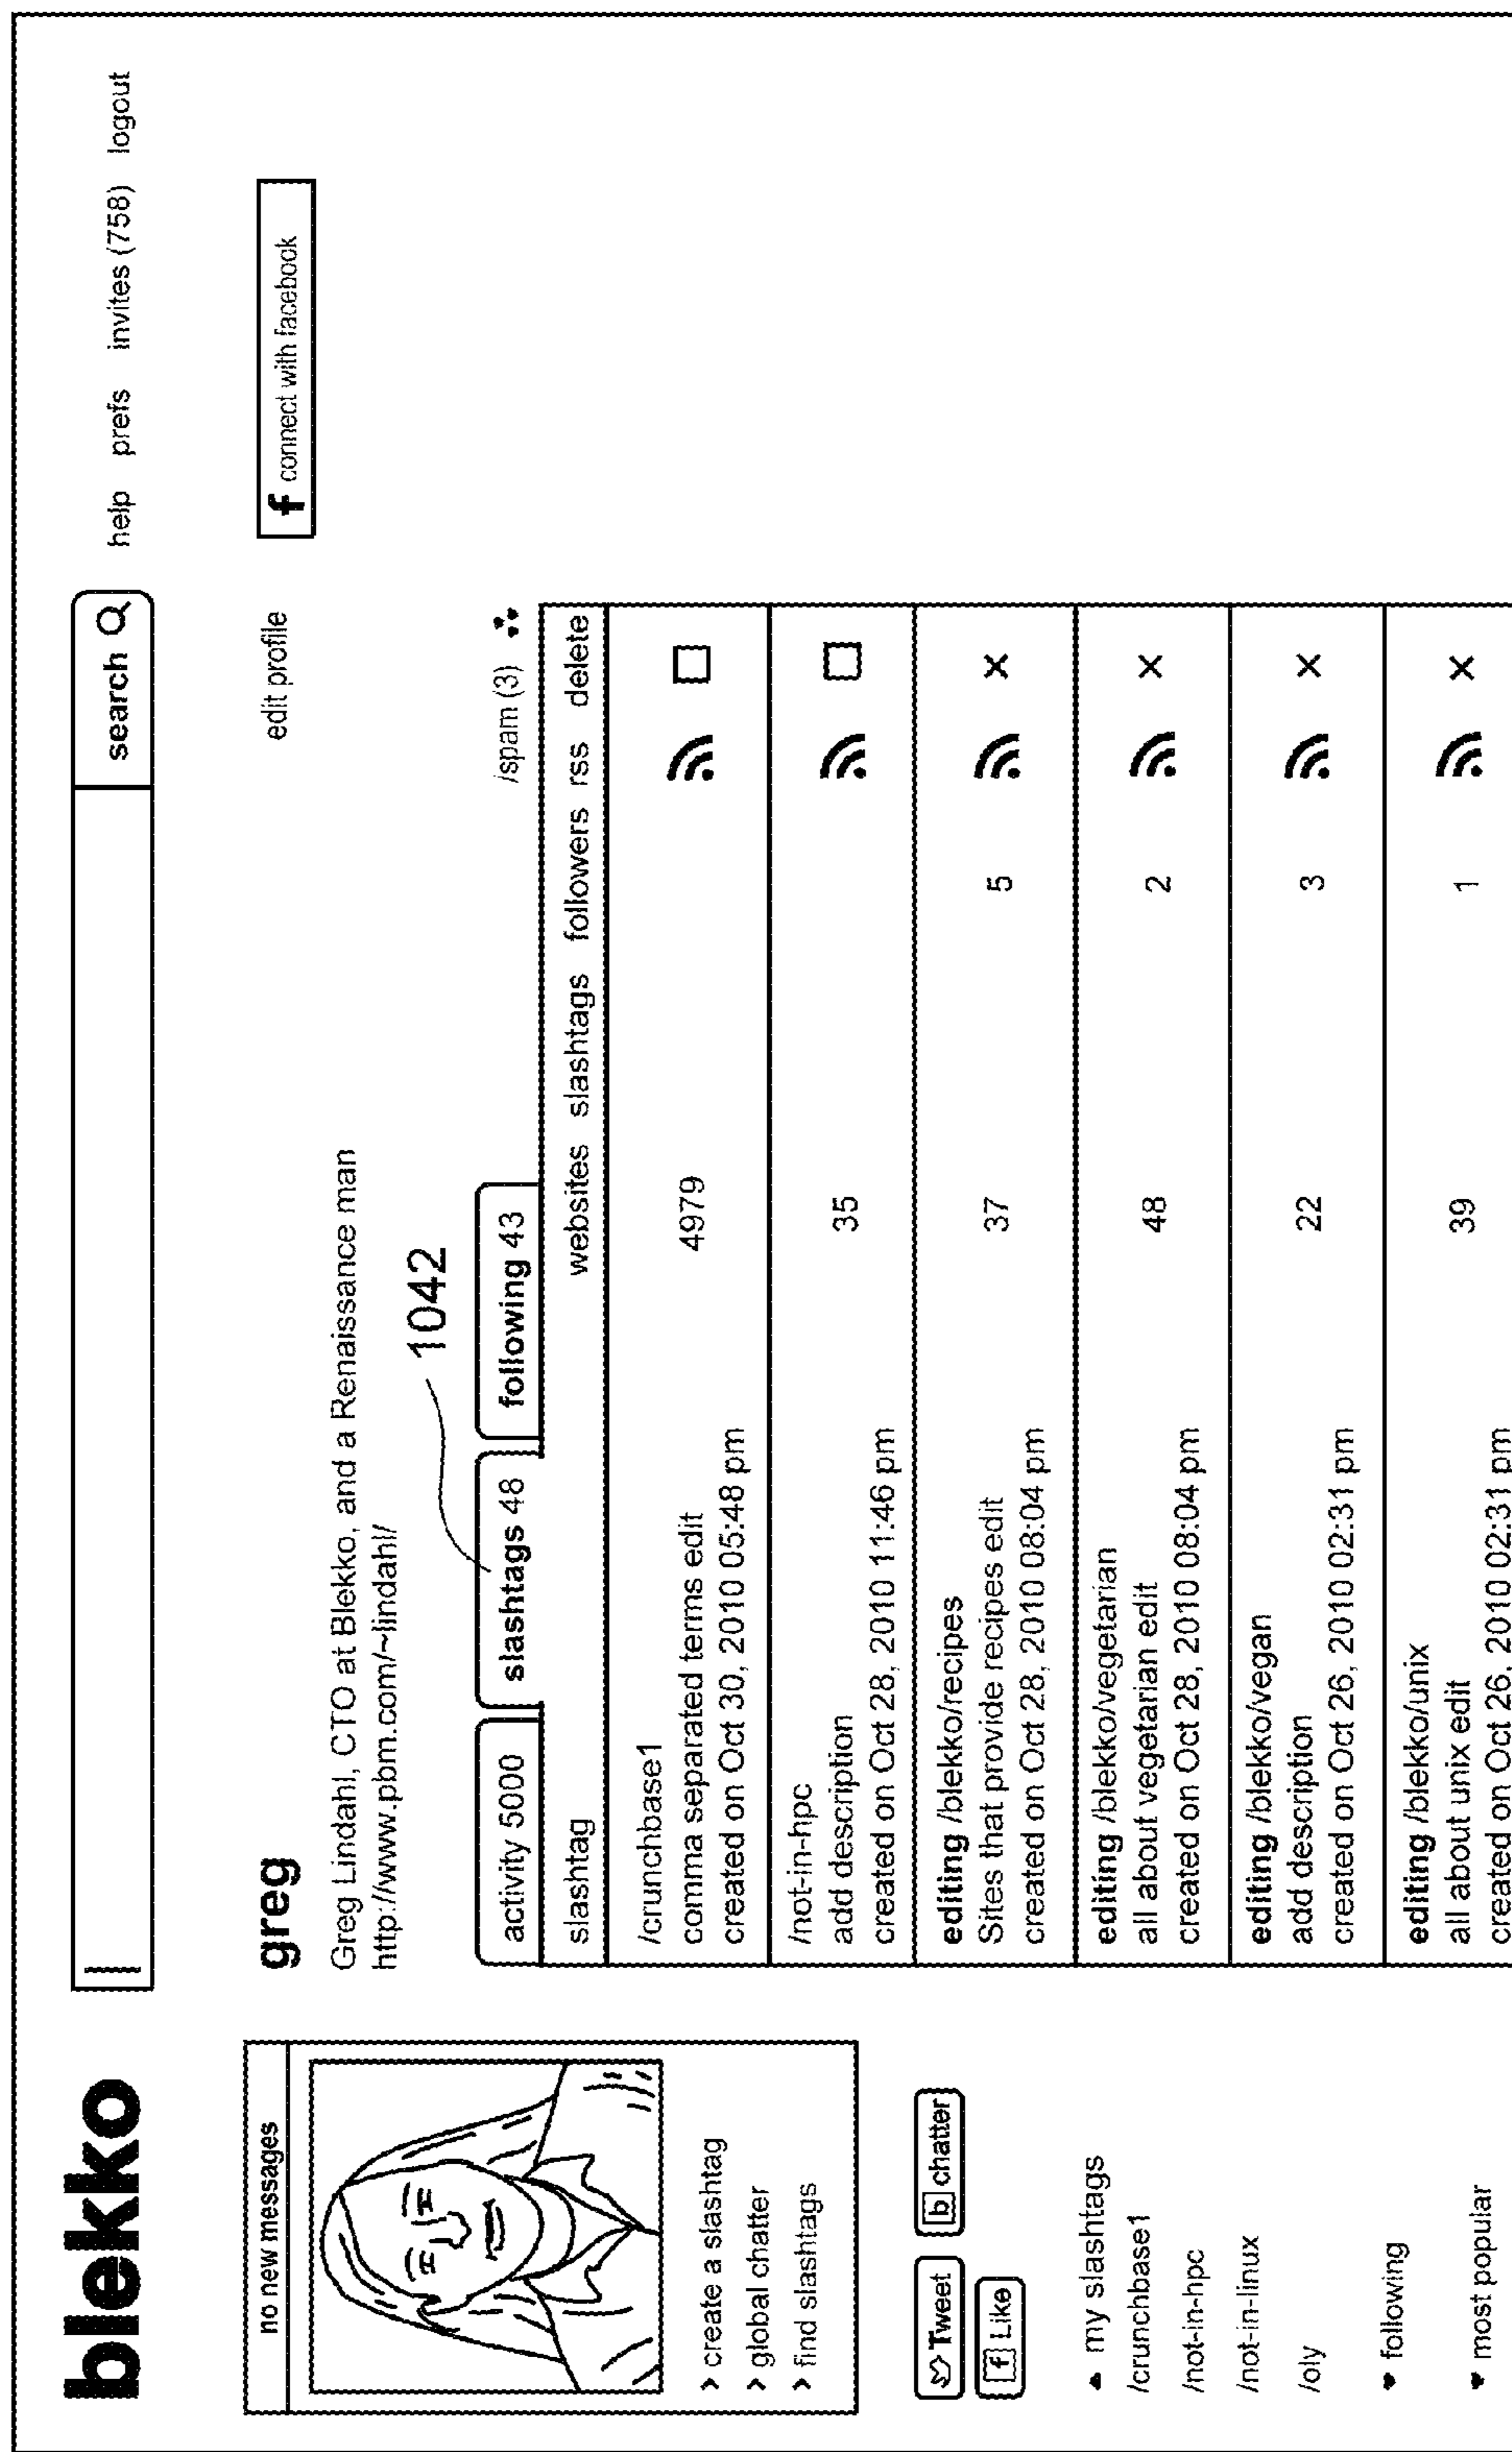 blekko
search
help prefs invites (758) logout
no new messages
> create a slashtag
> global chatter
> find slashtags
Tweet
b chatter
f Like
my slashtags
/crunchbase1
/not-in-hpc
/not-in-linux
/oly
following
most popular
greg
edit profile
f connect with facebook
Greg Lindahl, CTO at Blekko, and a Renaissance man
http://www.pbm.com/~lindahl/
1042
activity 5000 slashtags 48 following 43 /spam (3)
slashtag websites slashtags followers rss delete
/crunchbase1
comma separated terms edit 4979
created on Oct 30, 2010 05:48 pm
/not-in-hpc
add description 35
created on Oct 28, 2010 11:46 pm
editing /blekko/recipes
Sites that provide recipes edit 37 5 ×
created on Oct 28, 2010 08:04 pm
editing /blekko/vegetarian
all about vegetarian edit 48 2 ×
created on Oct 28, 2010 08:04 pm
editing /blekko/vegan
add description 22 3 ×
created on Oct 26, 2010 02:31 pm
editing /blekko/unix
all about unix edit 39 1 ×
created on Oct 26, 2010 02:31 pm